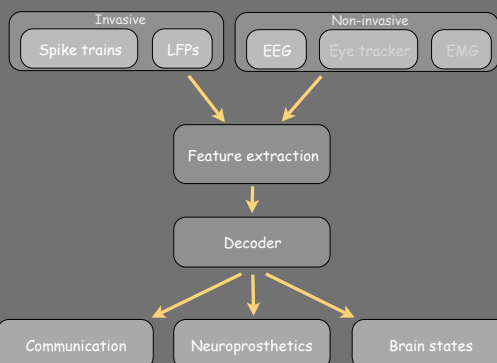 Invasive
Non-invasive
Spike trains
LFPs
EEG
Eye tracker
EMG
Feature extraction
Decoder
Communication
Neuroprosthetics
Brain states